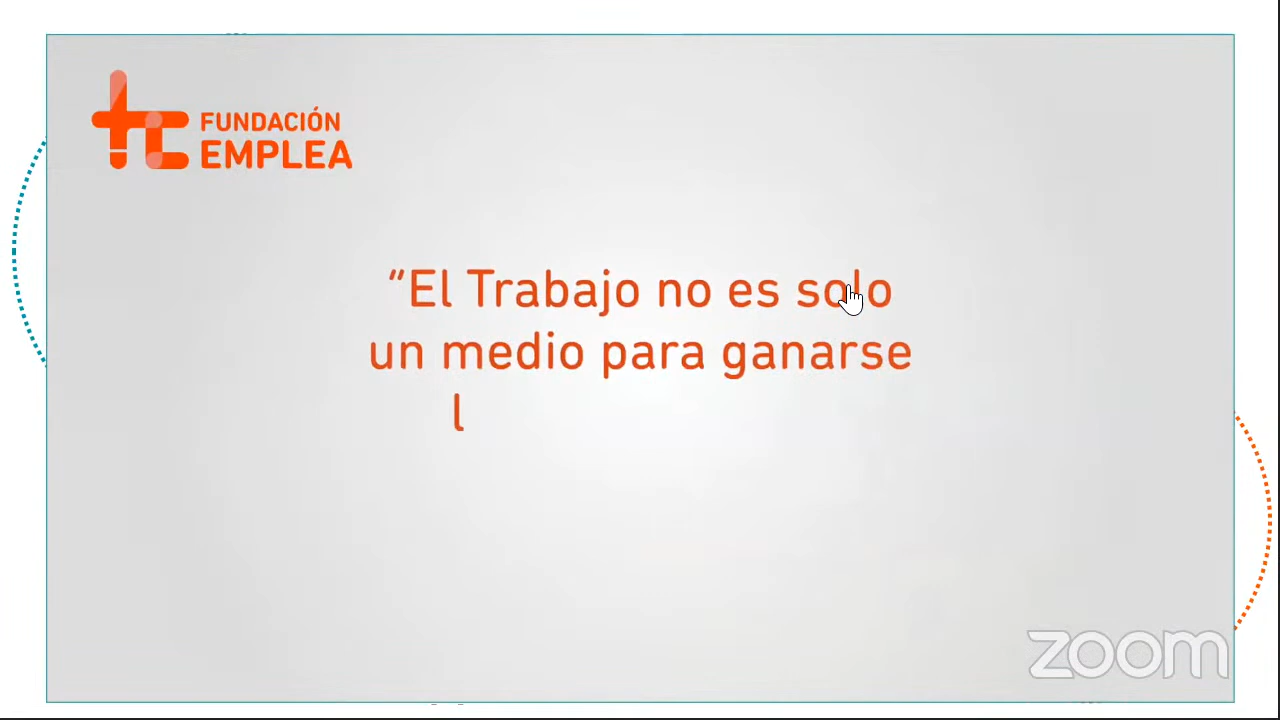 FUNDACIÓN
EMPLEA
“El Trabajo no es solo
un medio para ganarse
l
zoom